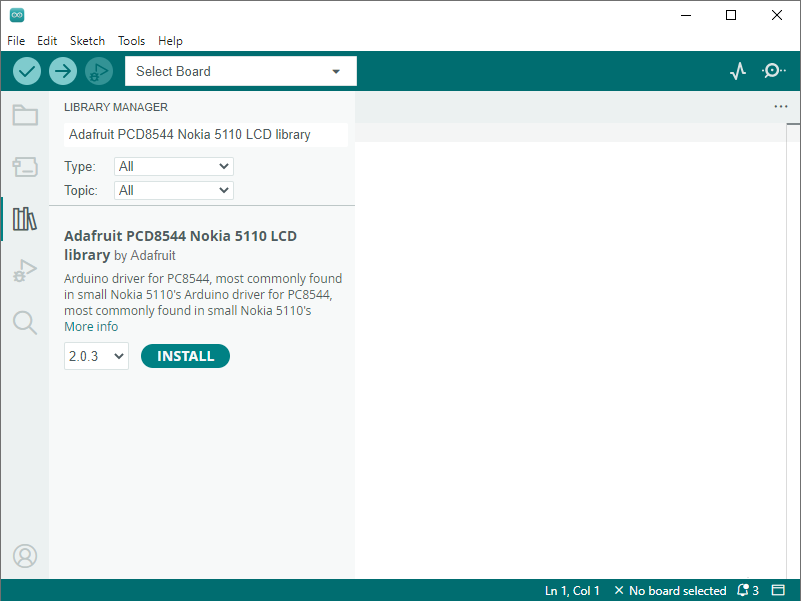 File Edit Sketch Tools Help
Select Board
LIBRARY MANAGER
Adafruit PCD8544 Nokia 5110 LCD library
Type: All
Topic: All
Adafruit PCD8544 Nokia 5110 LCD
library by Adafruit
Arduino driver for PC8544, most commonly found
in small Nokia 5110's Arduino driver for PC8544,
most commonly found in small Nokia 5110's
More info
2.0.3 INSTALL
Ln 1, Col 1 No board selected 3